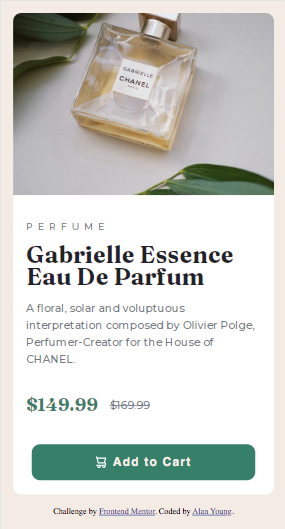 GABRIELLE
CHANEL
PARIS
PERFUME
Gabrielle Essence
Eau De Parfum
A floral, solar and voluptuous
interpretation composed by Olivier Polge,
Perfumer-Creator for the House of
CHANEL.
$149.99 $169.99
Add to Cart
Challenge by Frontend Mentor. Coded by Alan Young.